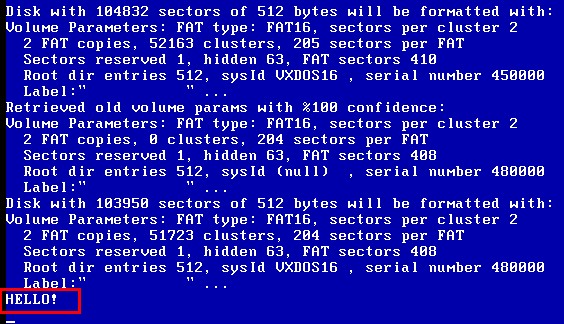 Disk with 104832 sectors of 512 bytes will be formatted with:
Volume Parameters: FAT type: FAT16, sectors per cluster 2
  2 FAT copies, 52163 clusters, 205 sectors per FAT
  Sectors reserved 1, hidden 63, FAT sectors 410
  Root dir entries 512, sysId VXDOS16 , serial number 450000
  Label:"           " ...
Retrieved old volume params with %100 confidence:
Volume Parameters: FAT type: FAT16, sectors per cluster 2
  2 FAT copies, 0 clusters, 204 sectors per FAT
  Sectors reserved 1, hidden 63, FAT sectors 408
  Root dir entries 512, sysId (null)  , serial number 480000
  Label:"           " ...
Disk with 103950 sectors of 512 bytes will be formatted with:
Volume Parameters: FAT type: FAT16, sectors per cluster 2
  2 FAT copies, 51723 clusters, 204 sectors per FAT
  Sectors reserved 1, hidden 63, FAT sectors 408
  Root dir entries 512, sysId VXDOS16 , serial number 480000
  Label:"           " ...
HELLO!
_